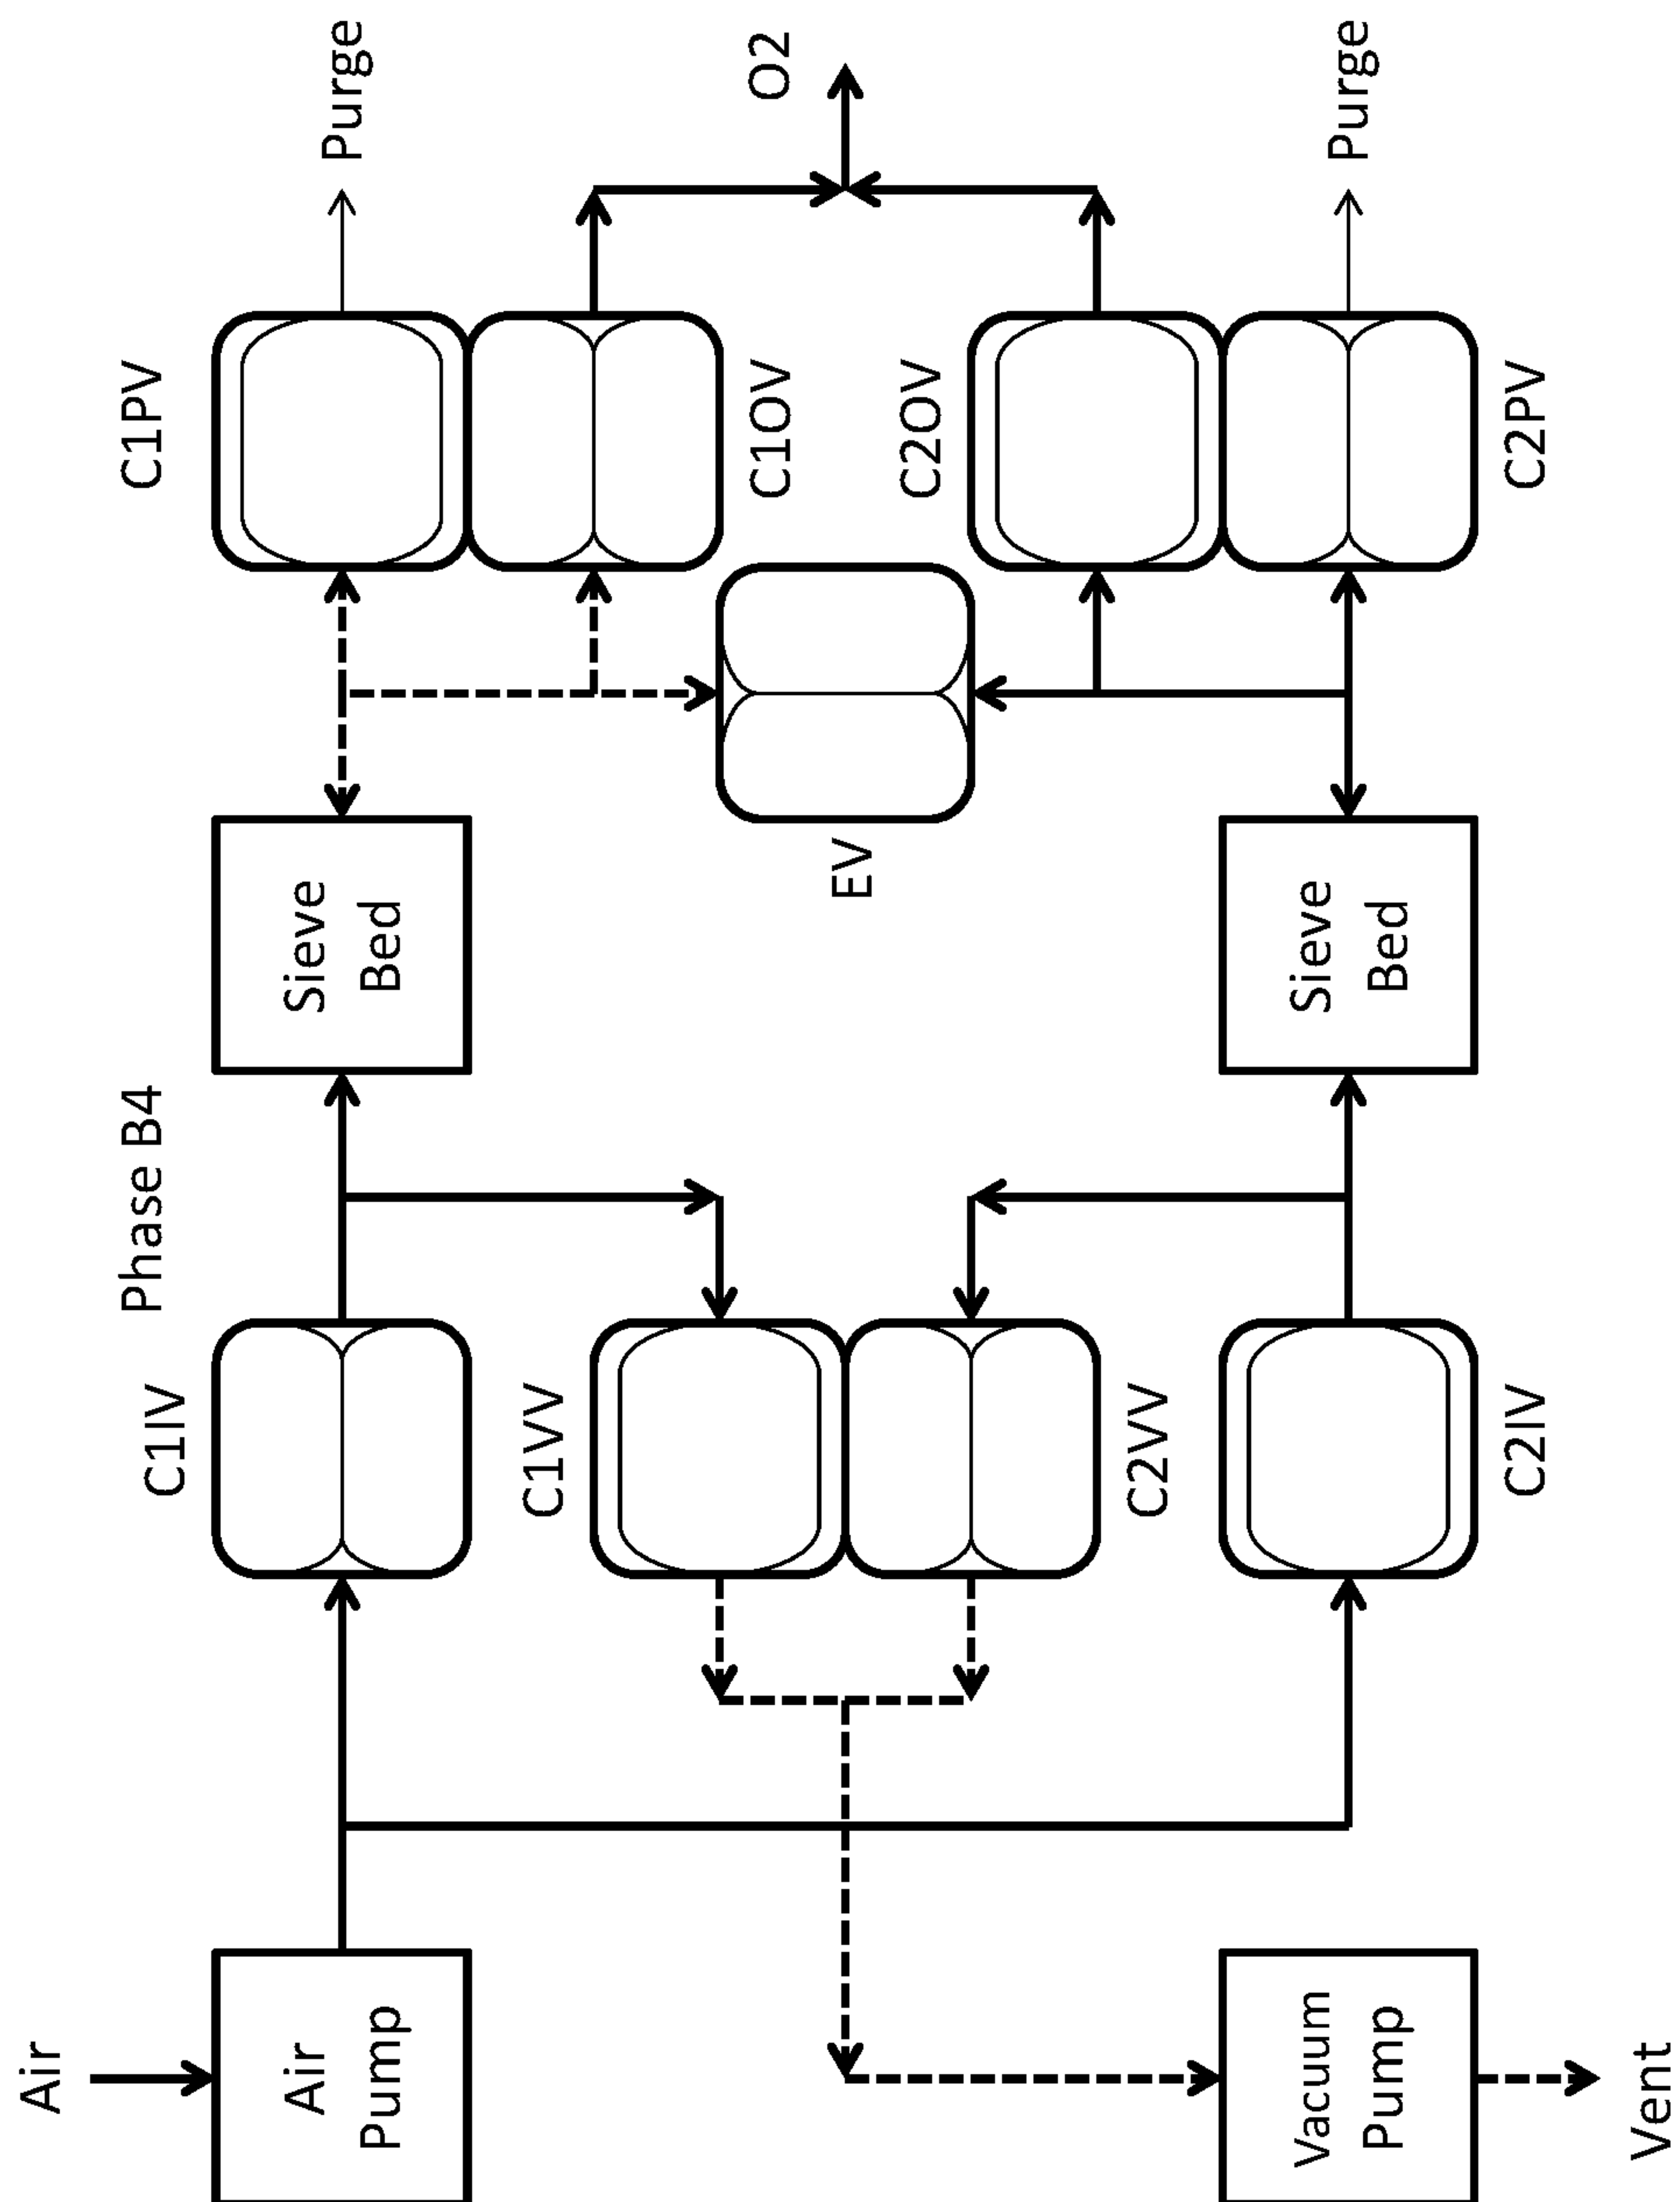 Phase B4
Air
Air
Pump
C1IV
Sieve
Bed
C1PV
Purge
C1VV
C1OV
O2
EV
C2VV
C2OV
Vacuum
Pump
Vent
C2IV
Sieve
Bed
C2PV
Purge